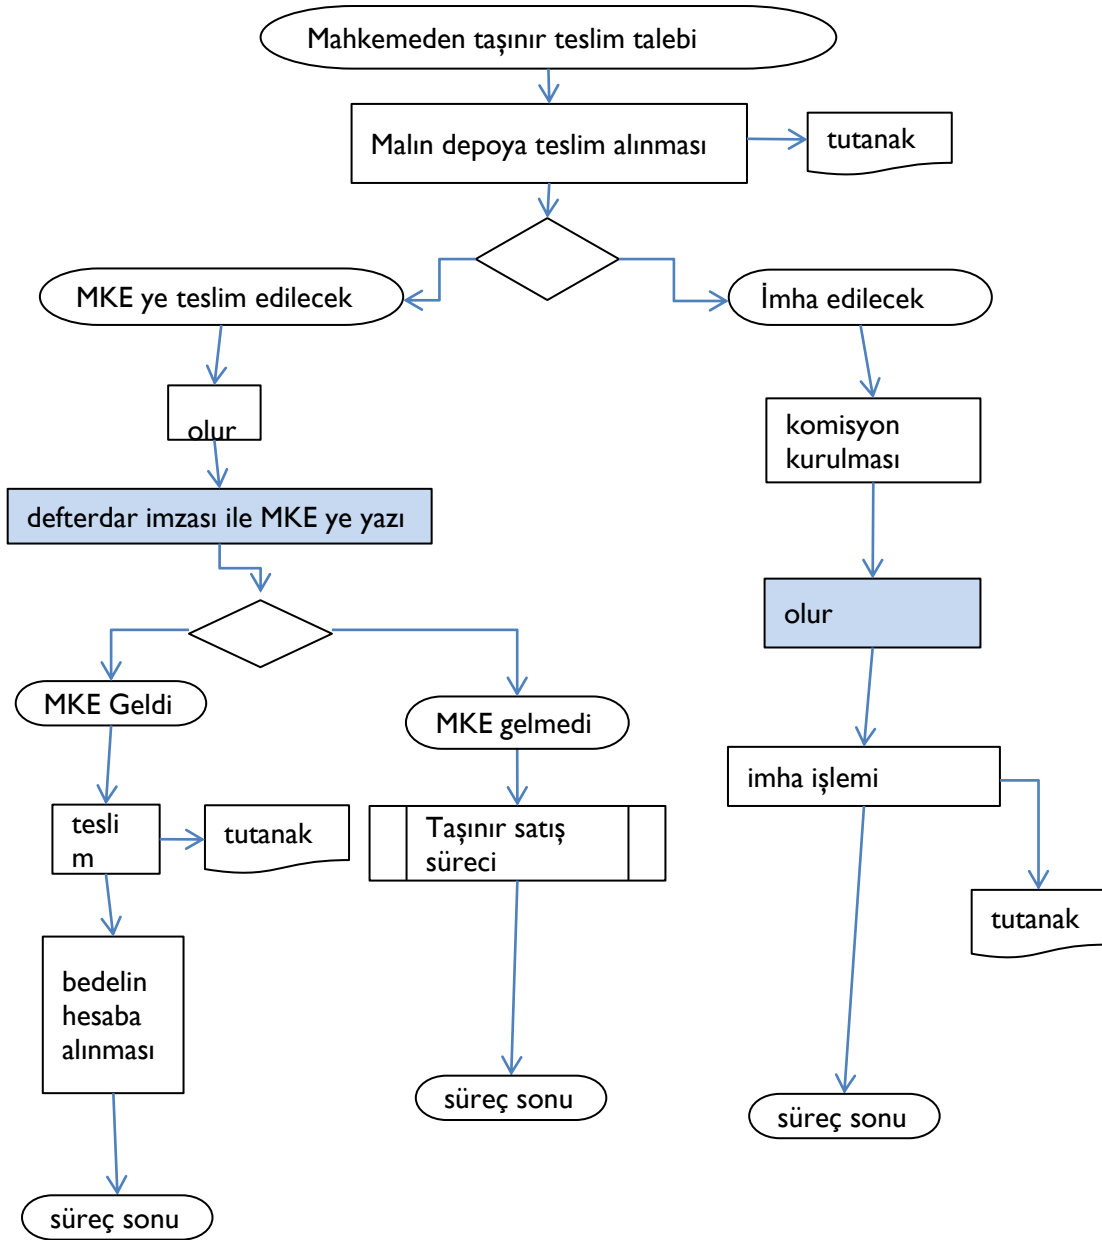 Mahkemeden taşınır teslim talebi
Malın depoya teslim alınması
tutanak
MKE ye teslim edilecek
İmha edilecek
olur
komisyon
kurulması
defterdar imzası ile MKE ye yazı
olur
MKE Geldi
MKE gelmedi
imha işlemi
tesli
m
tutanak
Taşınır satış
süreci
tutanak
bedelin
hesaba
alınması
süreç sonu
süreç sonu
süreç sonu